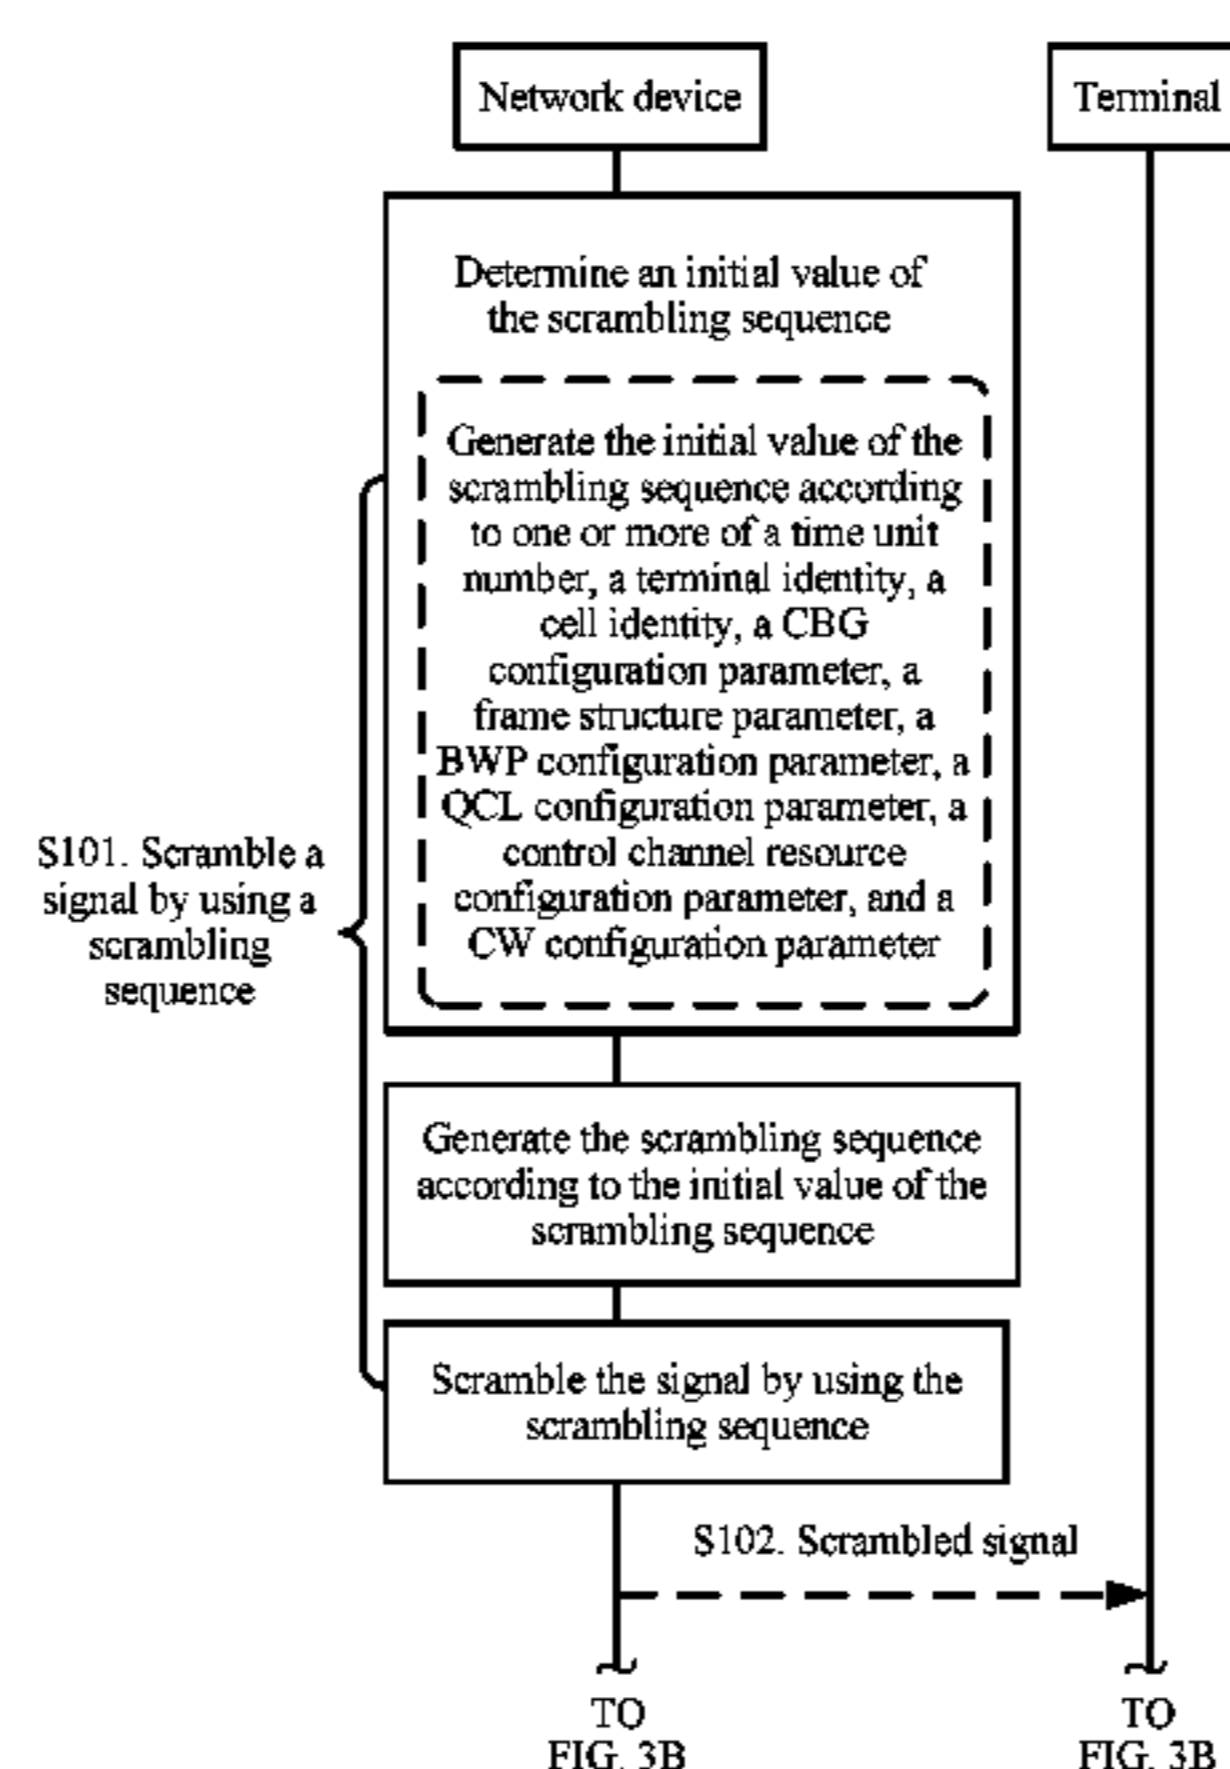 Network device
Terminal
Determine an initial value of
the scrambling sequence
Generate the initial value of the
scrambling sequence according
to one or more of a time unit
number, a terminal identity, a
cell identity, a CBG
configuration parameter, a
frame structure parameter, a
BWP configuration parameter, a
QCL configuration parameter, a
control channel resource
configuration parameter, and a
CW configuration parameter
S101. Scramble a
signal by using a
scrambling
sequence
Generate the scrambling sequence
according to the initial value of the
scrambling sequence
Scramble the signal by using the
scrambling sequence
S102. Scrambled signal
TO
FIG. 3B
TO
FIG. 3B